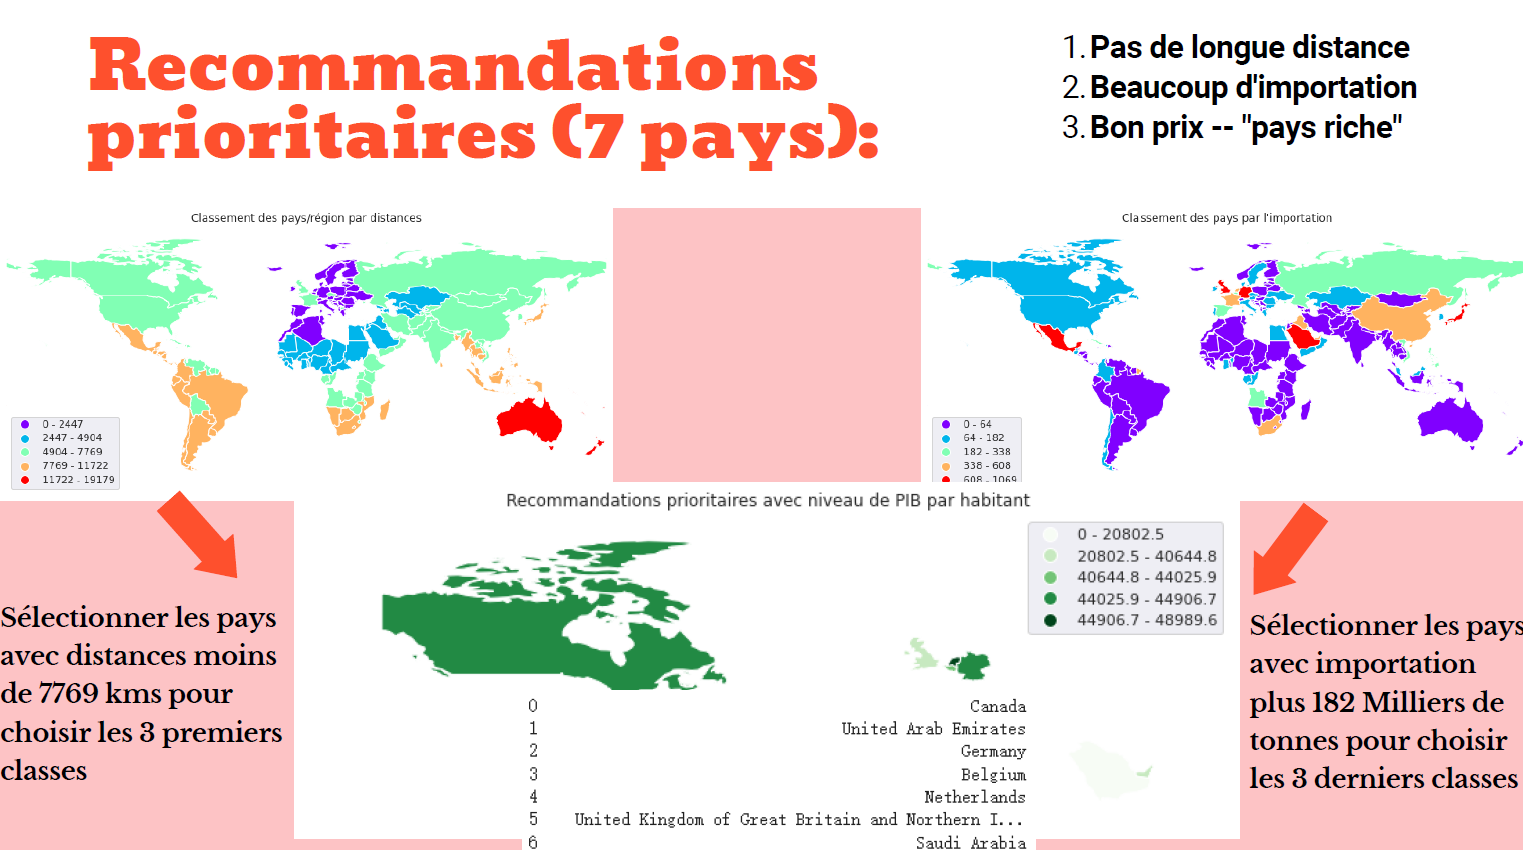 Recommandations
prioritaires (7 pays):
1. Pas de longue distance
2. Beaucoup d'importation
3. Bon prix -- "pays riche"
Classement des pays/région par distances
0 - 2447
2447 - 4904
4904 - 7769
7769 - 11722
11722 - 19179
Classement des pays par l'importation
0 - 64
64 - 182
182 - 338
338 - 608
608 - 1069
Recommandations prioritaires avec niveau de PIB par habitant
0 - 20802.5
20802.5 - 40644.8
40644.8 - 44025.9
44025.9 - 44906.7
44906.7 - 48989.6
Sélectionner les pays
avec distances moins
de 7769 kms pour
choisir les 3 premiers
classes
0 Canada
1 United Arab Emirates
2 Germany
3 Belgium
4 Netherlands
5 United Kingdom of Great Britain and Northern I...
6 Saudi Arabia
Sélectionner les pays
avec importation
plus 182 Milliers de
tonnes pour choisir
les 3 derniers classes